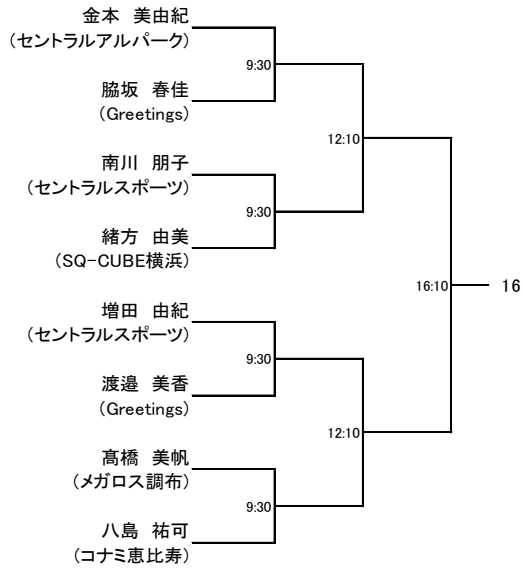 金本　美由紀
(セントラルアルパーク)
9:30
脇坂　春佳
(Greetings)
12:10
南川　朋子
(セントラルスポーツ)
9:30
緒方　由美
(SQ-CUBE横浜)
16:10
16
増田　由紀
(セントラルスポーツ)
9:30
渡邉　美香
(Greetings)
12:10
髙橋　美帆
(メガロス調布)
9:30
八島　祐可
(コナミ恵比寿)